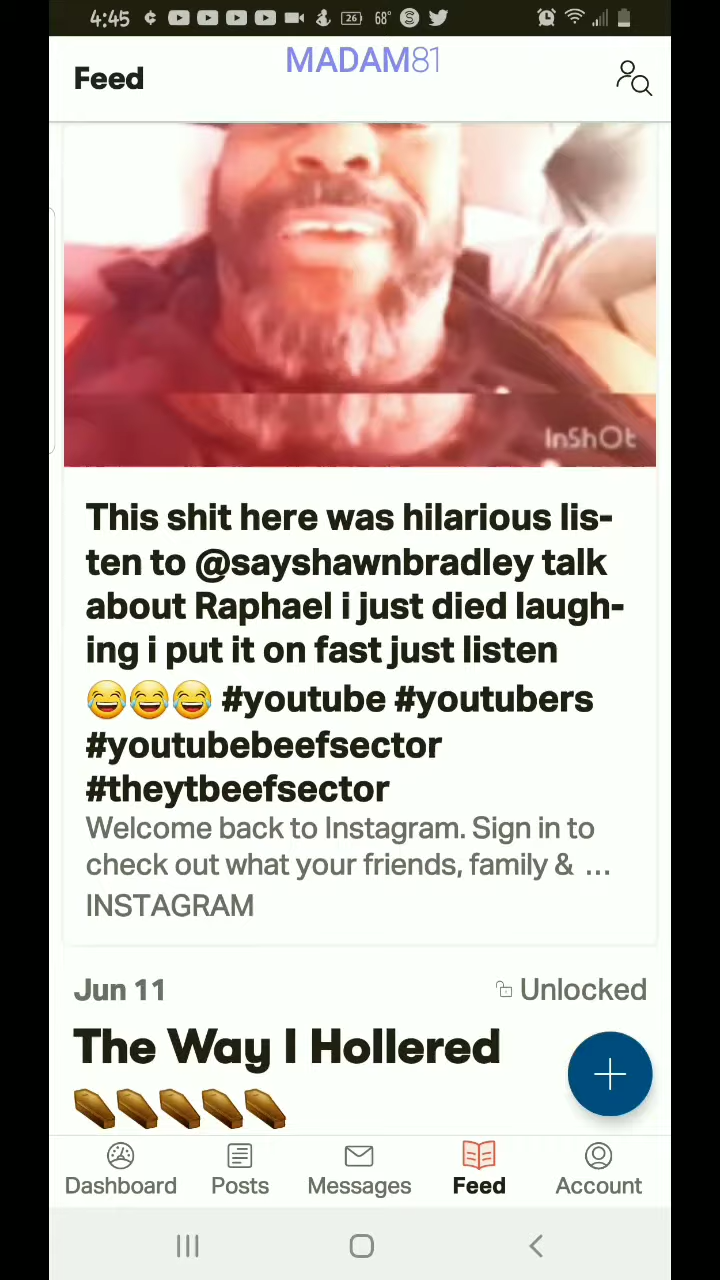 4:45 26 68° S
MADAM81
Feed
InShOt
This shit here was hilarious lis-
ten to @sayshawnbradley talk
about Raphael i just died laugh-
ing i put it on fast just listen
😂😂😂 #youtube #youtubers
#youtubebeefsector
#theytbeefsector
Welcome back to Instagram. Sign in to
check out what your friends, family & ...
INSTAGRAM
Jun 11 Unlocked
The Way I Hollered
⚰️⚰️⚰️⚰️⚰️
Dashboard Posts Messages Feed Account